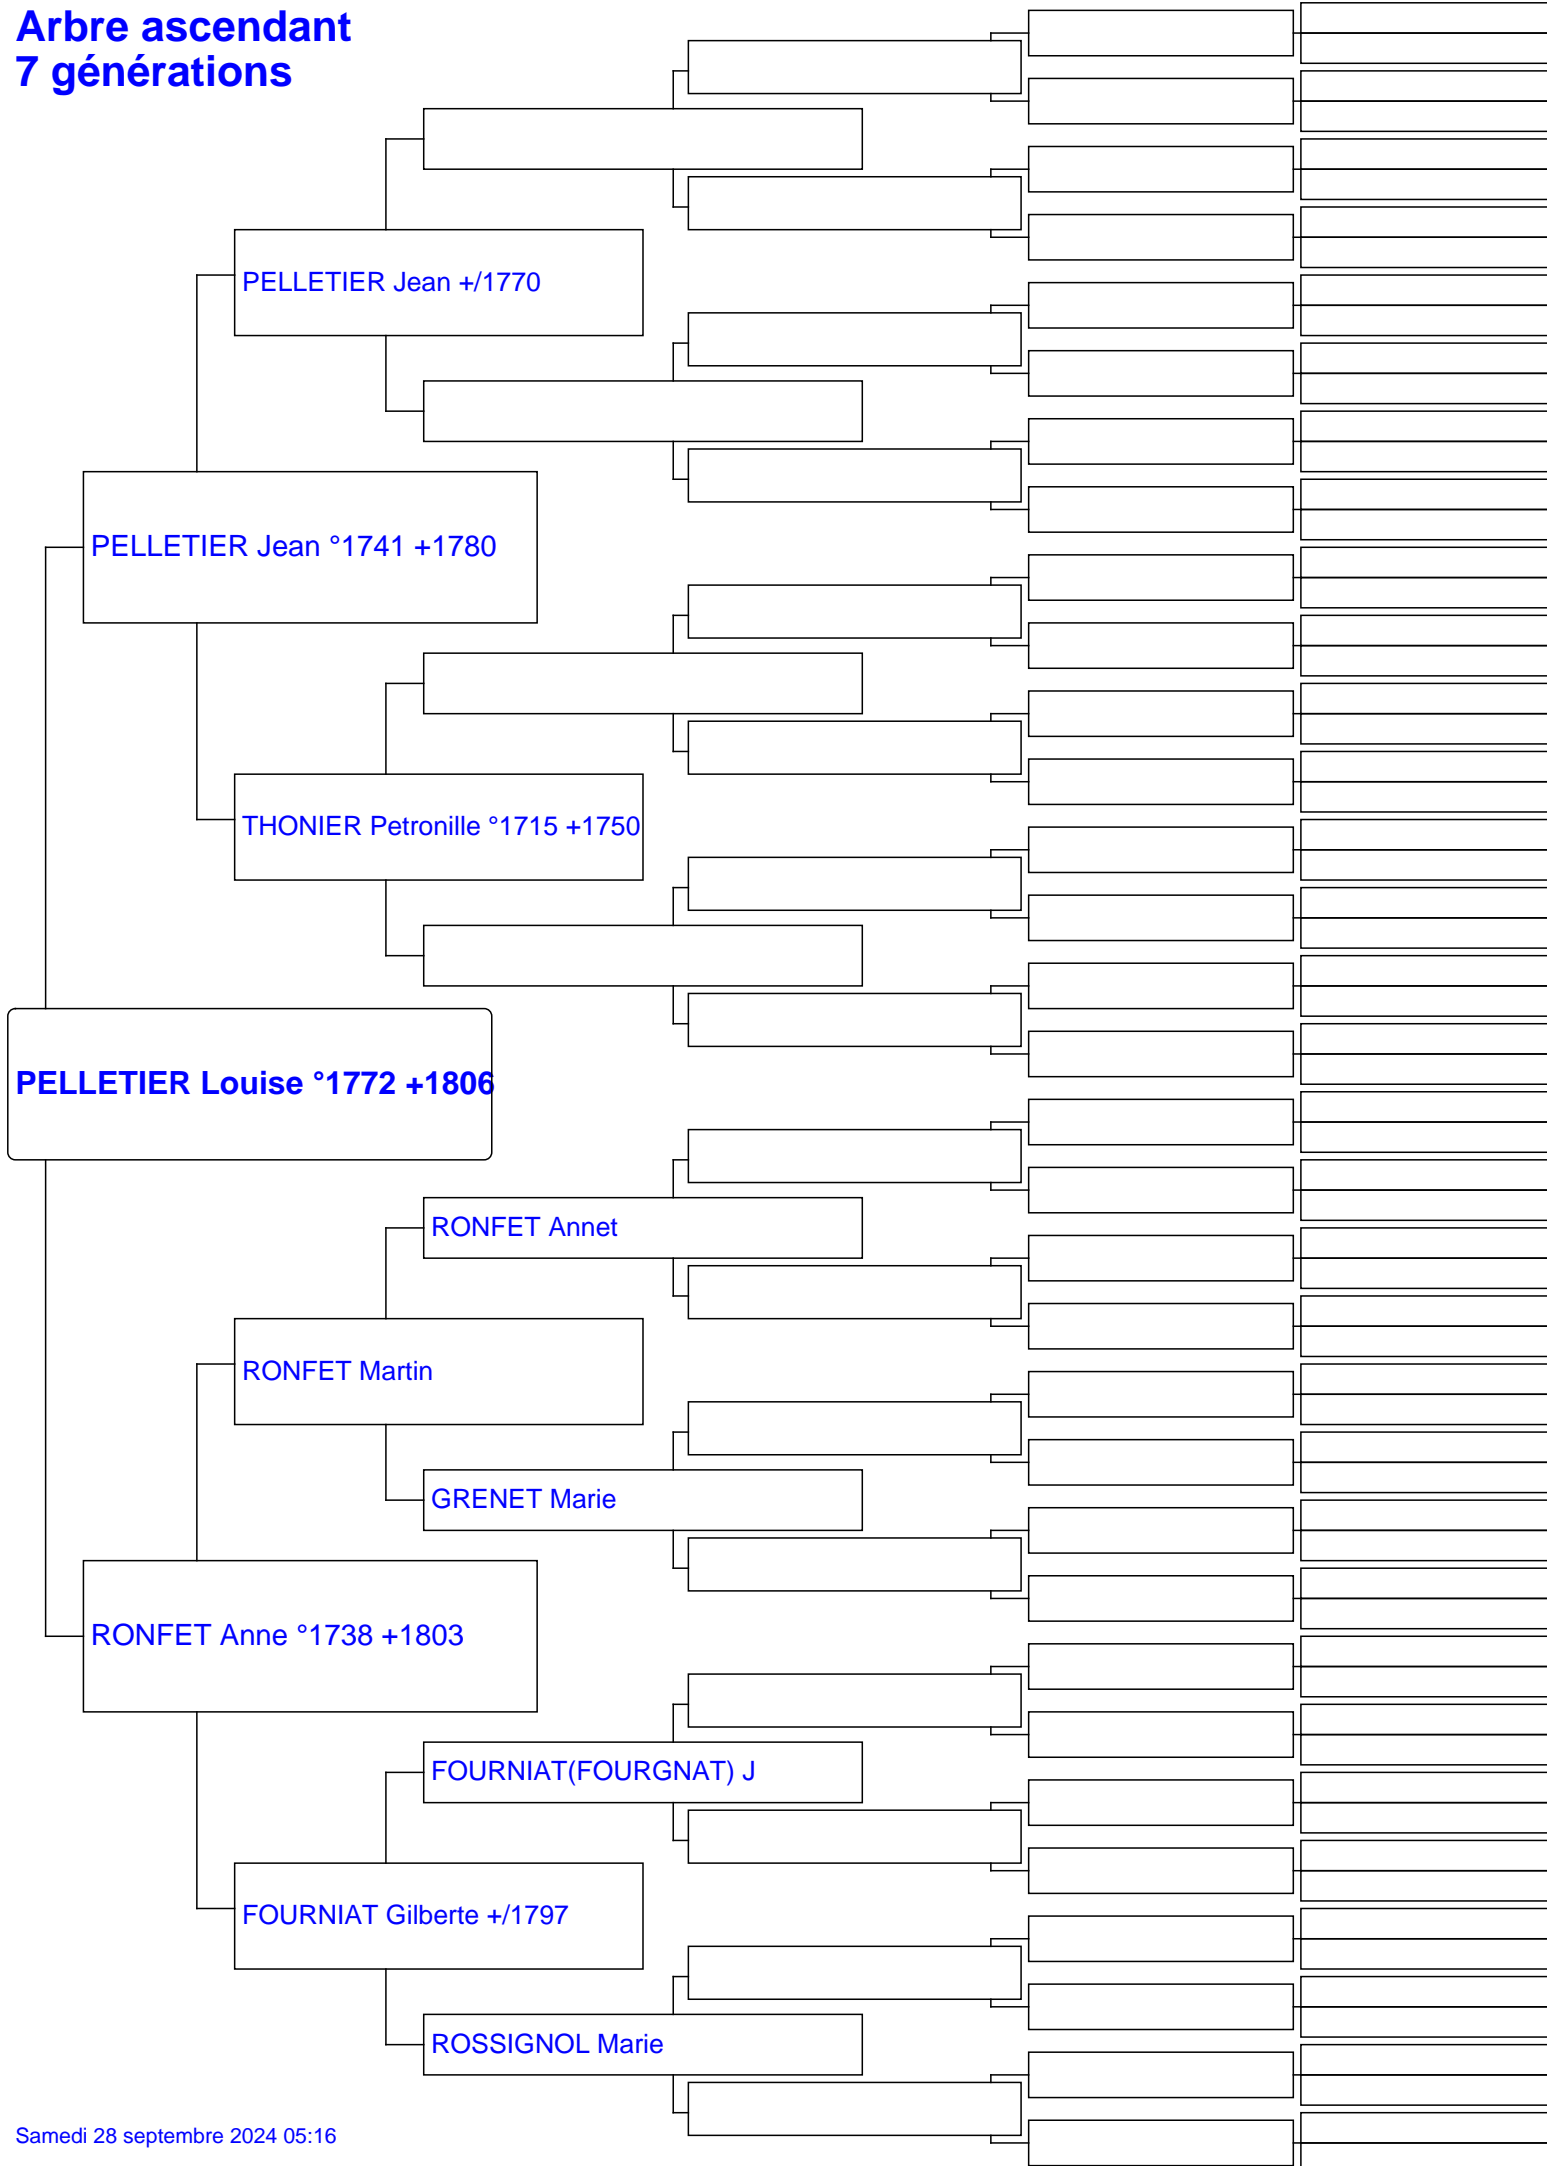 Arbre ascendant
7 générations
PELLETIER Jean +/1770
PELLETIER Jean °1741 +1780
THONIER Petronille °1715 +1750
PELLETIER Louise °1772 +1806
RONFET Annet
RONFET Martin
GRENET Marie
RONFET Anne °1738 +1803
FOURNIAT(FOURGNAT) J
FOURNIAT Gilberte +/1797
ROSSIGNOL Marie
Samedi 28 septembre 2024 05:16